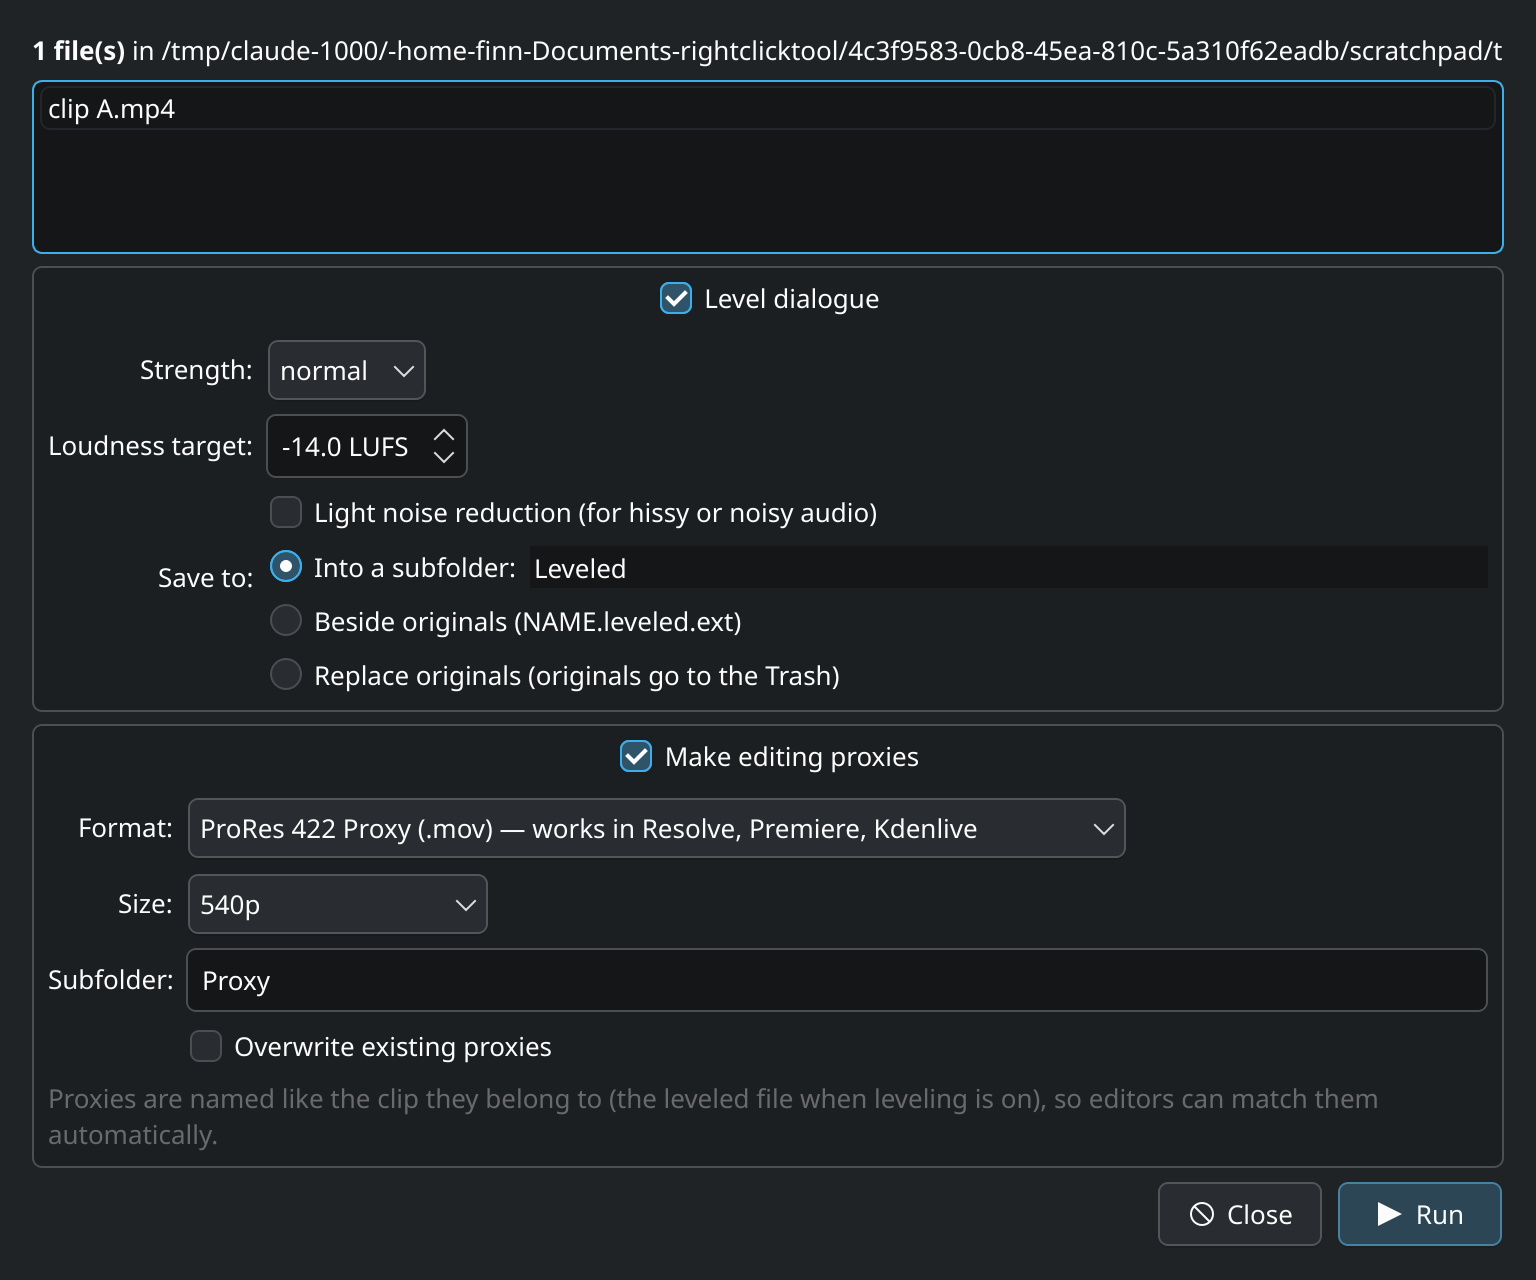 1 file(s) in /tmp/claude-1000/-home-finn-Documents-rightclicktool/4c3f9583-0cb8-45ea-810c-5a310f62eadb/scratchpad/t
clip A.mp4
Level dialogue
Strength: normal
Loudness target: -14.0 LUFS
Light noise reduction (for hissy or noisy audio)
Save to: Into a subfolder: Leveled
Beside originals (NAME.leveled.ext)
Replace originals (originals go to the Trash)
Make editing proxies
Format: ProRes 422 Proxy (.mov) — works in Resolve, Premiere, Kdenlive
Size: 540p
Subfolder: Proxy
Overwrite existing proxies
Proxies are named like the clip they belong to (the leveled file when leveling is on), so editors can match them
automatically.
Close Run